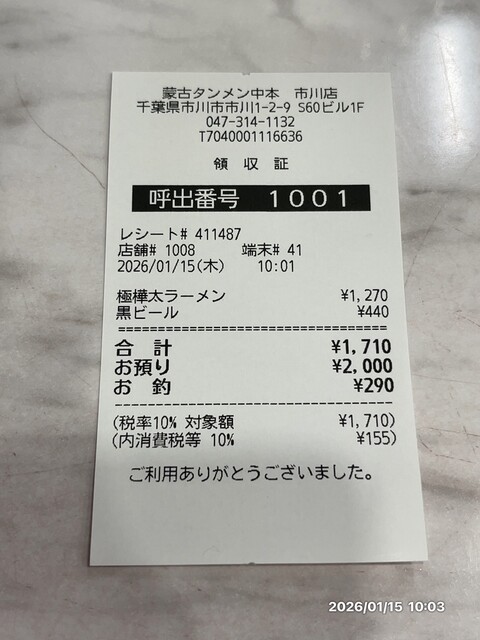 蒙古タンメン中本 市川店
千葉県市川市市川1-2-9 S60ビル1F
047-314-1132
T7040001116636
領 収 証
呼出番号 1001
レシート# 411487
店舗# 1008 端末# 41
2026/01/15(木) 10:01
極樺太ラーメン ¥1,270
黒ビール ¥440
================================
合 計 ¥1,710
お預り ¥2,000
お 釣 ¥290
--------------------------------
(税率10% 対象額 ¥1,710)
(内消費税等 10% ¥155)
ご利用ありがとうございました。
2026/01/15 10:03